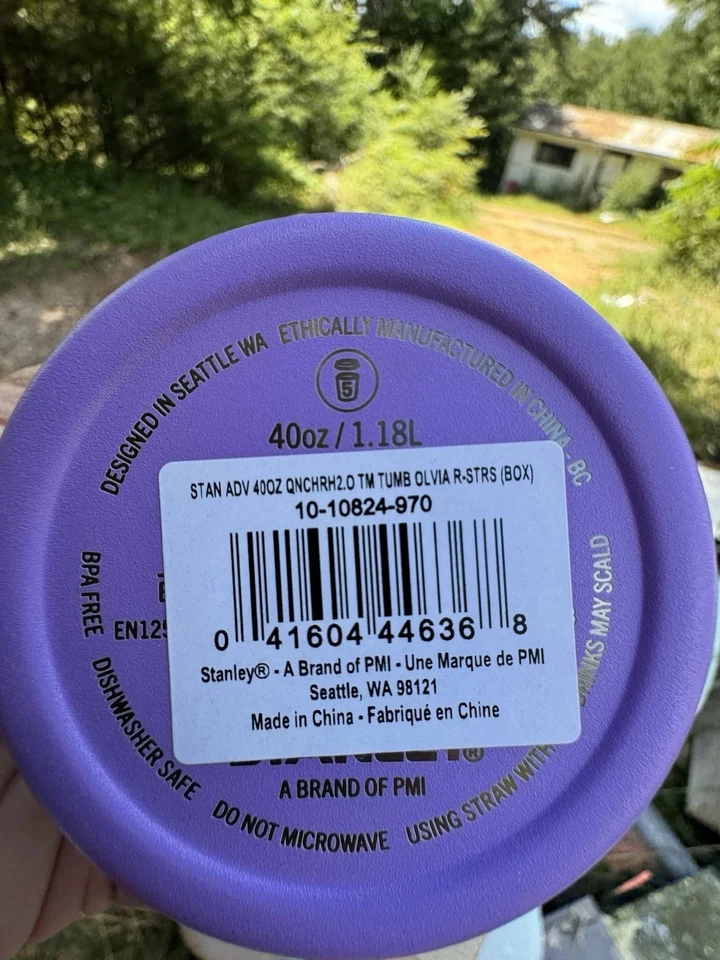 DESIGNED IN SEATTLE WA
ETHICALLY MANUFACTURED IN CHINA - BC
5
40oz / 1.18L
STAN ADV 40OZ QNCHRH2.O TM TUMB OLVIA R-STRS (BOX)
10-10824-970
0 41604 44636 8
Stanley® - A Brand of PMI - Une Marque de PMI
Seattle, WA 98121
Made in China - Fabriqué en Chine
BPA FREE
DISHWASHER SAFE
DO NOT MICROWAVE
USING STRAW WITH
MAY SCALD
A BRAND OF PMI